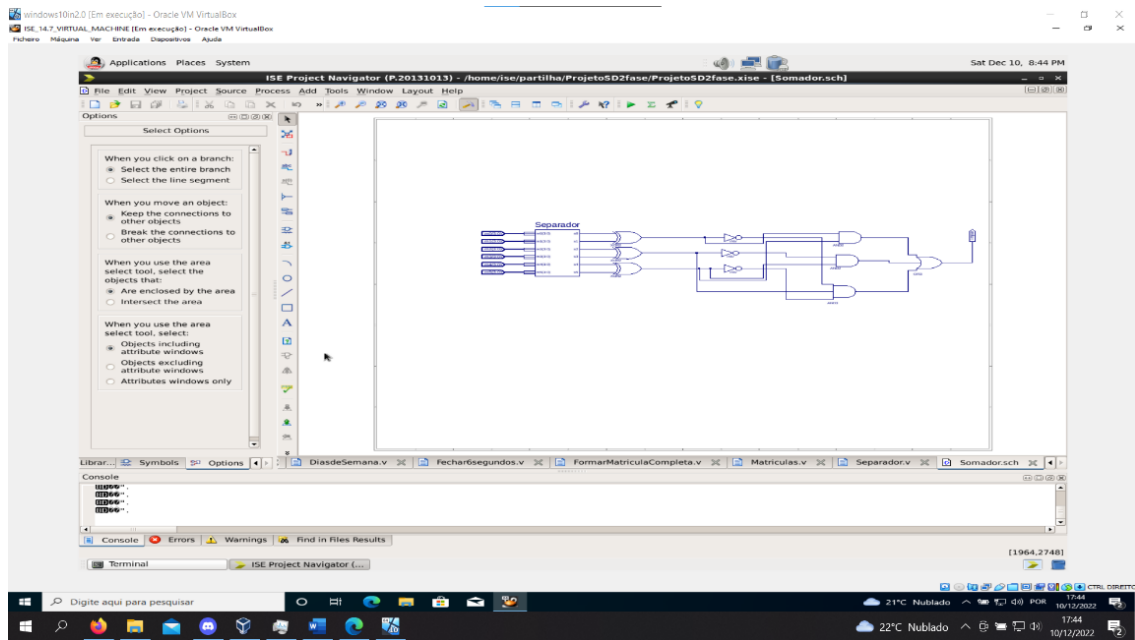 windows10in2.0 [Em execução] - Oracle VM VirtualBox
ISE_14.7_VIRTUAL_MACHINE [Em execução] - Oracle VM VirtualBox
Ficheiro Máquina Ver Entrada Dispositivos Ajuda
Applications Places System
Sat Dec 10, 8:44 PM
ISE Project Navigator (P.20131013) - /home/ise/partilha/ProjetoSD2fase/ProjetoSD2fase.xise - [Somador.sch]
File Edit View Project Source Process Add Tools Window Layout Help
Options
Select Options
When you click on a branch:
Select the entire branch
Select the line segment
When you move an object:
Keep the connections to
other objects
Break the connections to
other objects
When you use the area
select tool, select the
objects that:
Are enclosed by the area
Intersect the area
When you use the area
select tool, select:
Objects including
attribute windows
Objects excluding
attribute windows
Attributes windows only
Separador
Librar... Symbols Options
DiasdeSemana.v Fechar6segundos.v FormarMatriculaCompleta.v Matriculas.v Separador.v Somador.sch
Console
Console Errors Warnings Find in Files Results
[1964,2748]
Terminal ISE Project Navigator (...
CTRL DIREITO
Digite aqui para pesquisar
21°C Nublado
POR
17:44
10/12/2022
22°C Nublado
17:44
10/12/2022